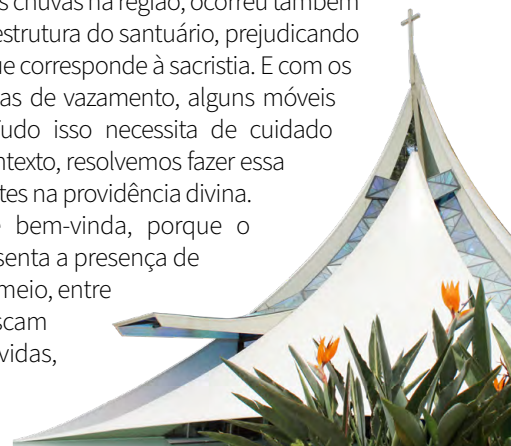 s chuvas na região, ocorreu também
estrutura do santuário, prejudicando
ue corresponde à sacristia. E com os
as de vazamento, alguns móveis
udo isso necessita de cuidado
ntexto, resolvemos fazer essa
tes na providência divina.
bem-vinda, porque o
senta a presença de
meio, entre
scam
vidas,